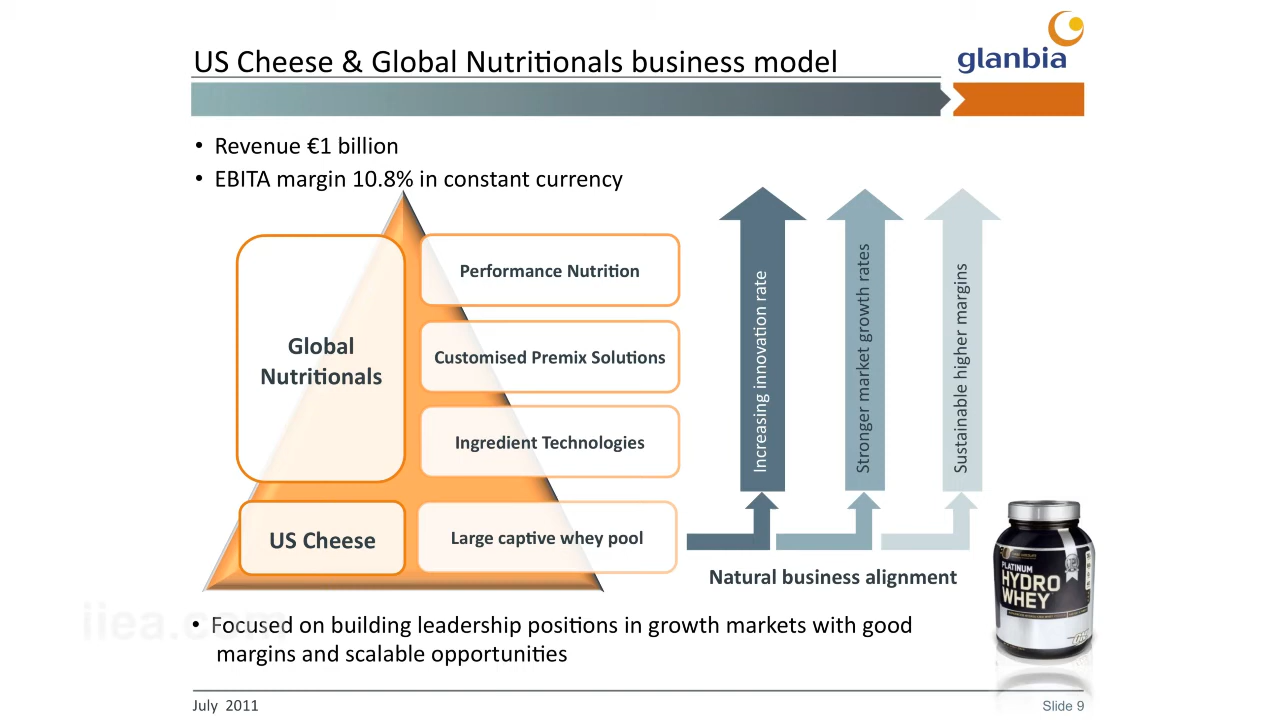 US Cheese & Global Nutritionals business model
glanbia
• Revenue €1 billion
• EBITA margin 10.8% in constant currency
Global
Nutritionals
Performance Nutrition
Customised Premix Solutions
Ingredient Technologies
US Cheese
Large captive whey pool
Increasing innovation rate
Stronger market growth rates
Sustainable higher margins
Natural business alignment
PLATINUM
HYDRO
WHEY
iiea.com
• Focused on building leadership positions in growth markets with good
margins and scalable opportunities
July 2011
Slide 9